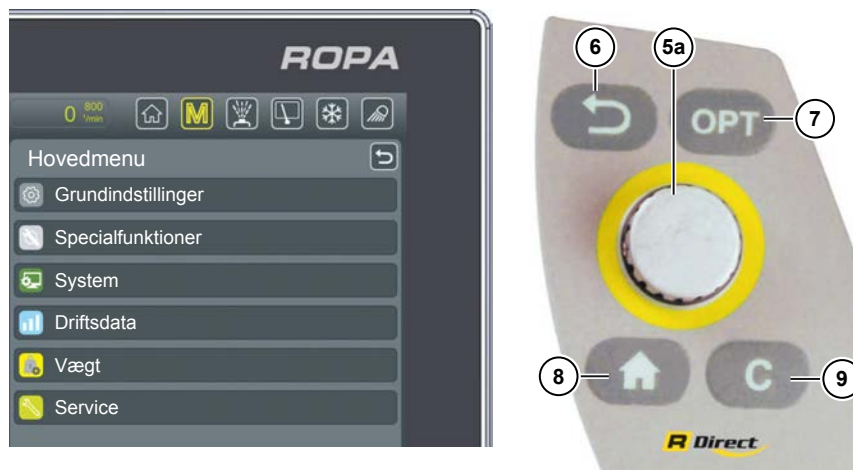 ROPA
0 800 1/min
M
Hovedmenu
Grundindstillinger
Specialfunktioner
System
Driftsdata
Vægt
Service
6 5a
OPT 7
8 C 9
R Direct